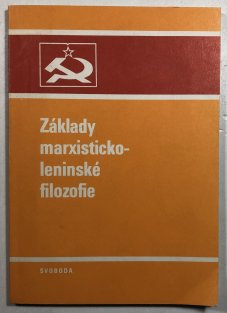 Základy
marxisticko-
leninské
filozofie
SVOBODA